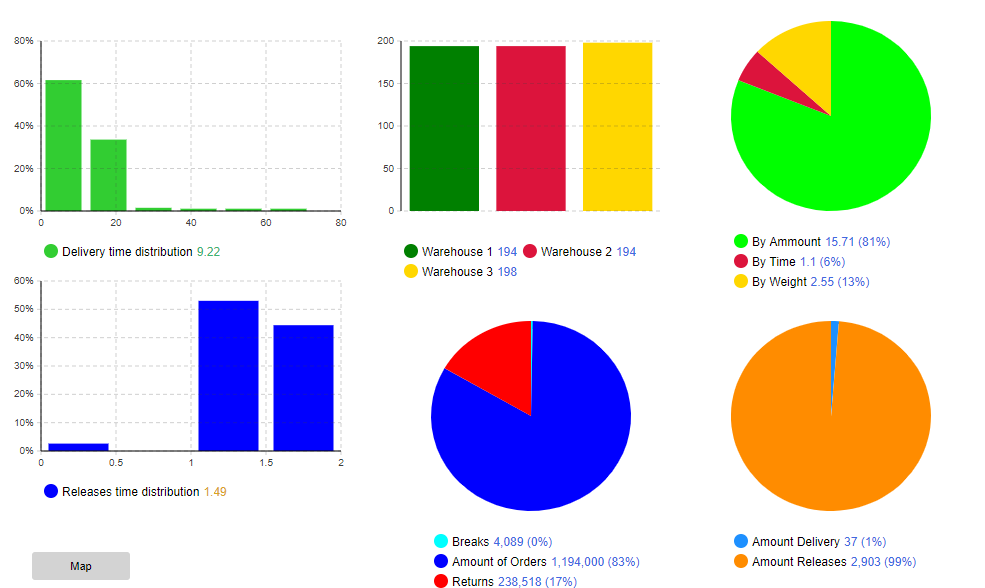 80%
60%
40%
20%
0%
0 20 40 60 80
Delivery time distribution 9.22
200
150
100
50
0
Warehouse 1 194 Warehouse 2 194
Warehouse 3 198
By Ammount 15.71 (81%)
By Time 1.1 (6%)
By Weight 2.55 (13%)
60%
50%
40%
30%
20%
10%
0%
0 0.5 1 1.5 2
Releases time distribution 1.49
Breaks 4,089 (0%)
Amount of Orders 1,194,000 (83%)
Returns 238,518 (17%)
Amount Delivery 37 (1%)
Amount Releases 2,903 (99%)
Map